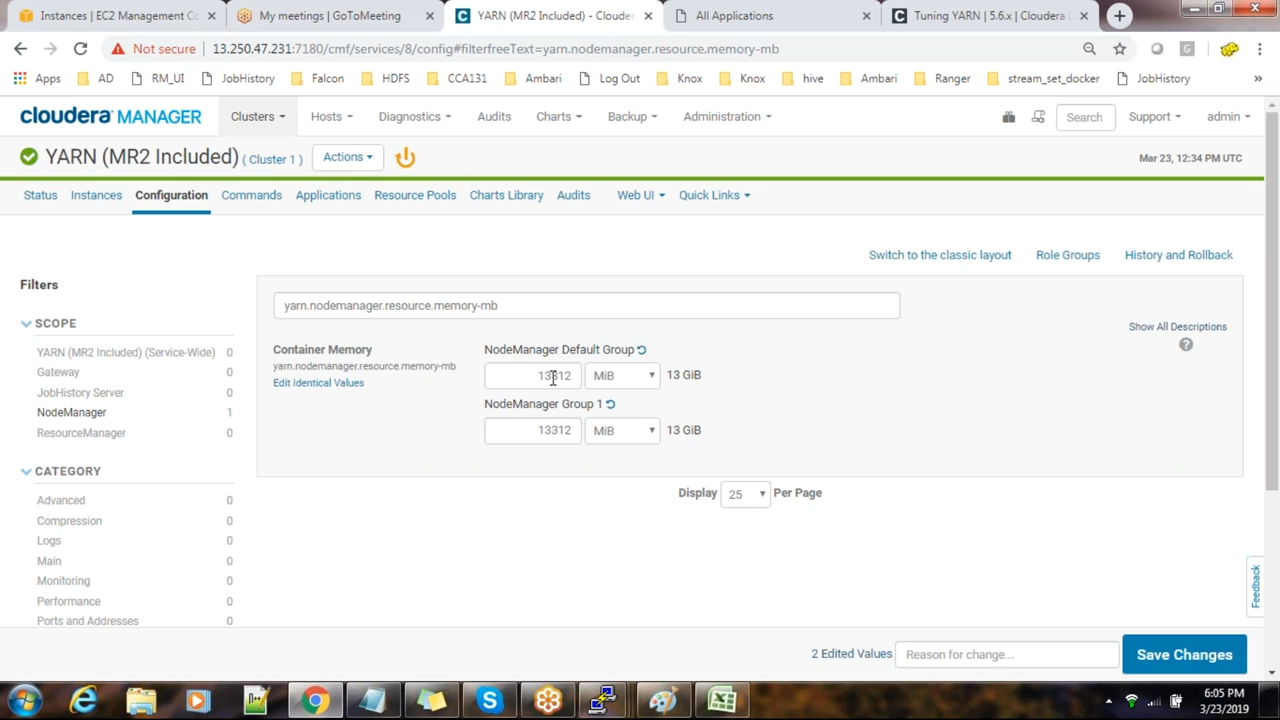 Instances | EC2 Management Co
My meetings | GoToMeeting
YARN (MR2 Included) - Clouder
All Applications
Tuning YARN | 5.6.x | Cloudera
Not secure
13.250.47.231:7180/cmf/services/8/config#filterfreeText=yarn.nodemanager.resource.memory-mb
Apps AD RM_UI JobHistory Falcon HDFS CCA131 Ambari Log Out Knox Knox hive Ambari Ranger stream_set_docker JobHistory »
cloudera MANAGER Clusters Hosts Diagnostics Audits Charts Backup Administration Search Support admin
YARN (MR2 Included) ( Cluster 1 ) Actions Mar 23, 12:34 PM UTC
Status Instances Configuration Commands Applications Resource Pools Charts Library Audits Web UI Quick Links
Switch to the classic layout Role Groups History and Rollback
Filters
SCOPE
YARN (MR2 Included) (Service-Wide) 0
Gateway 0
JobHistory Server 0
NodeManager 1
ResourceManager 0
CATEGORY
Advanced 0
Compression 0
Logs 0
Main 0
Monitoring 0
Performance 0
Ports and Addresses 0
yarn.nodemanager.resource.memory-mb
Show All Descriptions
Container Memory
yarn.nodemanager.resource.memory-mb
Edit Identical Values
NodeManager Default Group
13312 MiB 13 GiB
NodeManager Group 1
13312 MiB 13 GiB
Display 25 Per Page
Feedback
2 Edited Values Reason for change... Save Changes
6:05 PM
3/23/2019